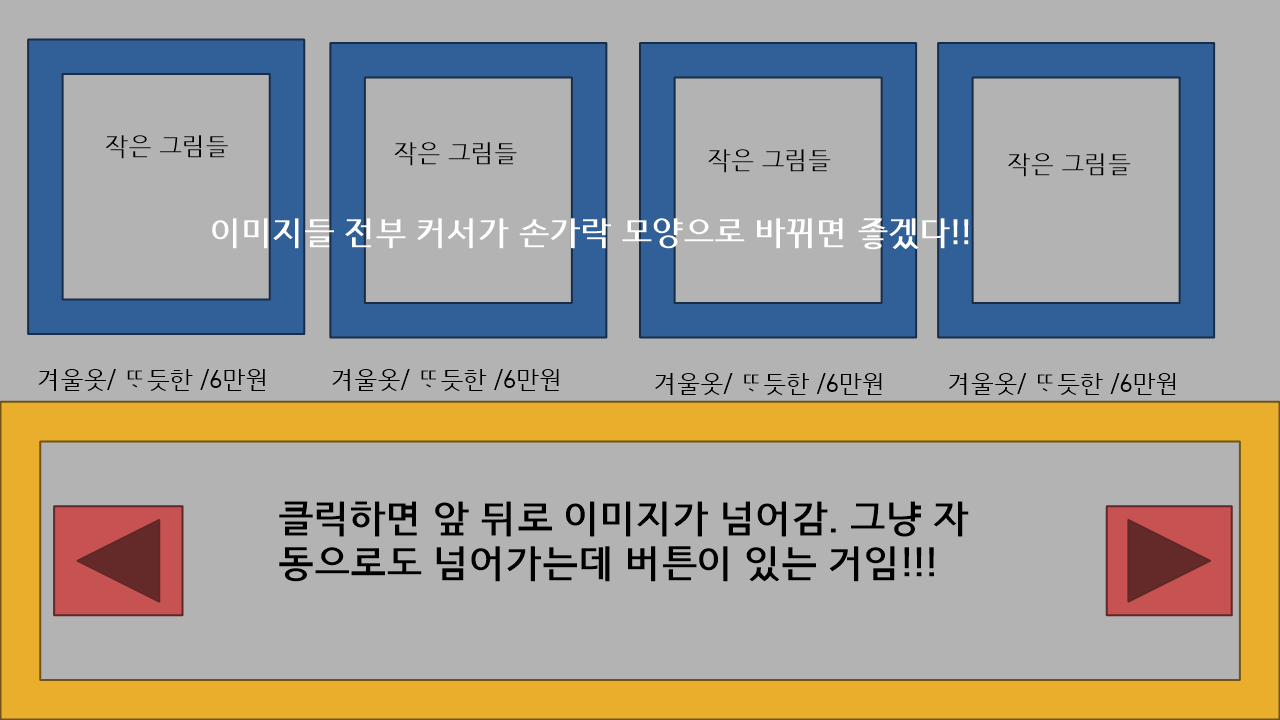 작은 그림들
작은 그림들
작은 그림들
작은 그림들
이미지들 전부 커서가 손가락 모양으로 바뀌면 좋겠다!!
겨울옷/ 또듯한 /6만원
겨울옷/ 또듯한 /6만원
겨울옷/ 또듯한 /6만원
겨울옷/ 또듯한 /6만원
클릭하면 앞 뒤로 이미지가 넘어감. 그냥 자
동으로도 넘어가는데 버튼이 있는 거임!!!